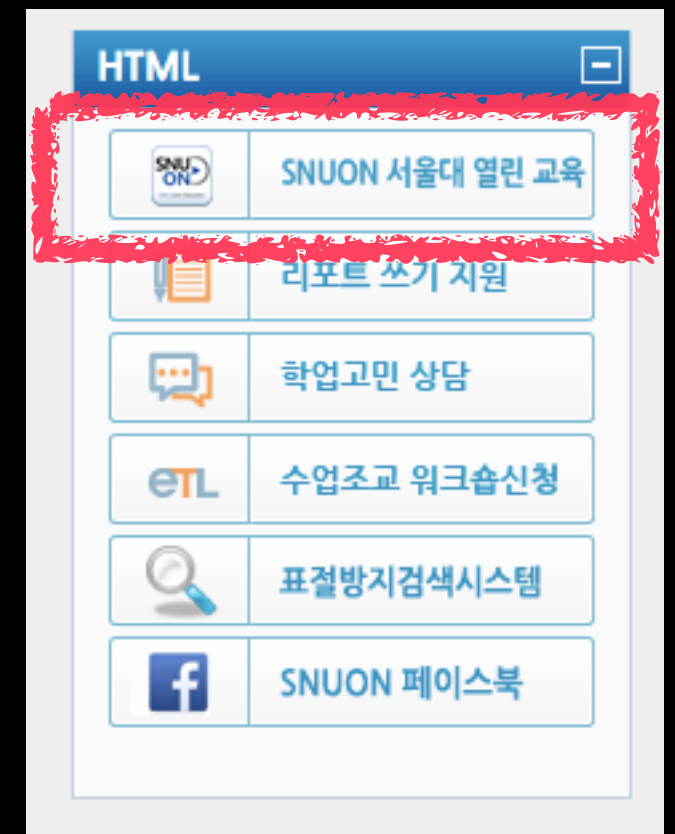 HTML
SNU ON
SNUON 서울대 열린 교육
리포트 쓰기 지원
학업고민 상담
eTL
수업조교 워크숍신청
표절방지검색시스템
f
SNUON 페이스북